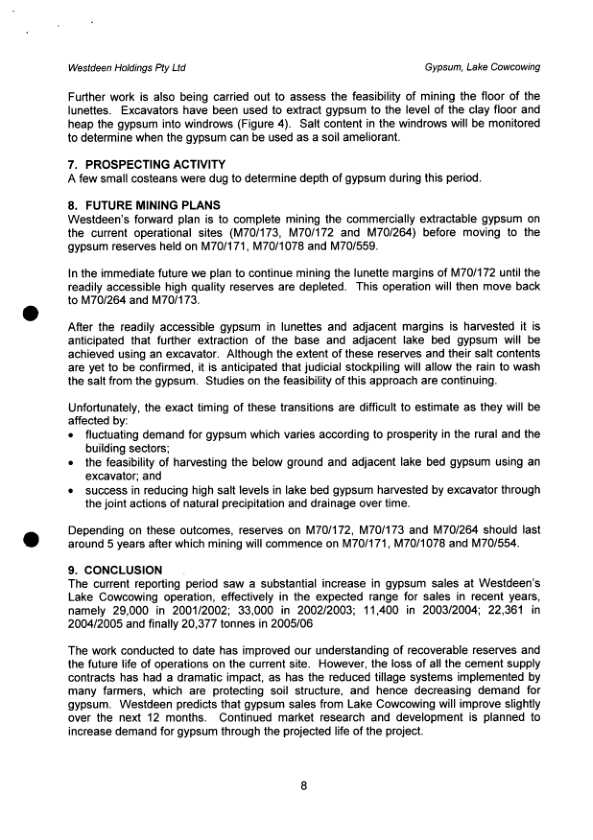 Westdeen Holdings Pty Ltd Gypsum, Lake Cowcowing
Further work is also being carried out to assess the feasibility of mining the floor of the
lunettes. Excavators have been used to extract gypsum to the level of the clay floor and
heap the gypsum into windrows (Figure 4). Salt content in the windrows will be monitored
to determine when the gypsum can be used as a soil ameliorant.
7. PROSPECTING ACTIVITY
A few small costeans were dug to determine depth of gypsum during this period.
8. FUTURE MINING PLANS
Westdeen's forward plan is to complete mining the commercially extractable gypsum on
the current operational sites (M70/173, M70/172 and M70/264) before moving to the
gypsum reserves held on M70/171, M70/1078 and M70/559.
In the immediate future we plan to continue mining the lunette margins of M70/172 until the
readily accessible high quality reserves are depleted. This operation will then move back
to M70/264 and M70/173.
After the readily accessible gypsum in lunettes and adjacent margins is harvested it is
anticipated that further extraction of the base and adjacent lake bed gypsum will be
achieved using an excavator. Although the extent of these reserves and their salt contents
are yet to be confirmed, it is anticipated that judicial stockpiling will allow the rain to wash
the salt from the gypsum. Studies on the feasibility of this approach are continuing.
Unfortunately, the exact timing of these transitions are difficult to estimate as they will be
affected by:
• fluctuating demand for gypsum which varies according to prosperity in the rural and the
building sectors;
• the feasibility of harvesting the below ground and adjacent lake bed gypsum using an
excavator; and
• success in reducing high salt levels in lake bed gypsum harvested by excavator through
the joint actions of natural precipitation and drainage over time.
Depending on these outcomes, reserves on M70/172, M70/173 and M70/264 should last
around 5 years after which mining will commence on M70/171, M70/1078 and M70/554.
9. CONCLUSION
The current reporting period saw a substantial increase in gypsum sales at Westdeen's
Lake Cowcowing operation, effectively in the expected range for sales in recent years,
namely 29,000 in 2001/2002; 33,000 in 2002/2003; 11,400 in 2003/2004; 22,361 in
2004/2005 and finally 20,377 tonnes in 2005/06
The work conducted to date has improved our understanding of recoverable reserves and
the future life of operations on the current site. However, the loss of all the cement supply
contracts has had a dramatic impact, as has the reduced tillage systems implemented by
many farmers, which are protecting soil structure, and hence decreasing demand for
gypsum. Westdeen predicts that gypsum sales from Lake Cowcowing will improve slightly
over the next 12 months. Continued market research and development is planned to
increase demand for gypsum through the projected life of the project.
8